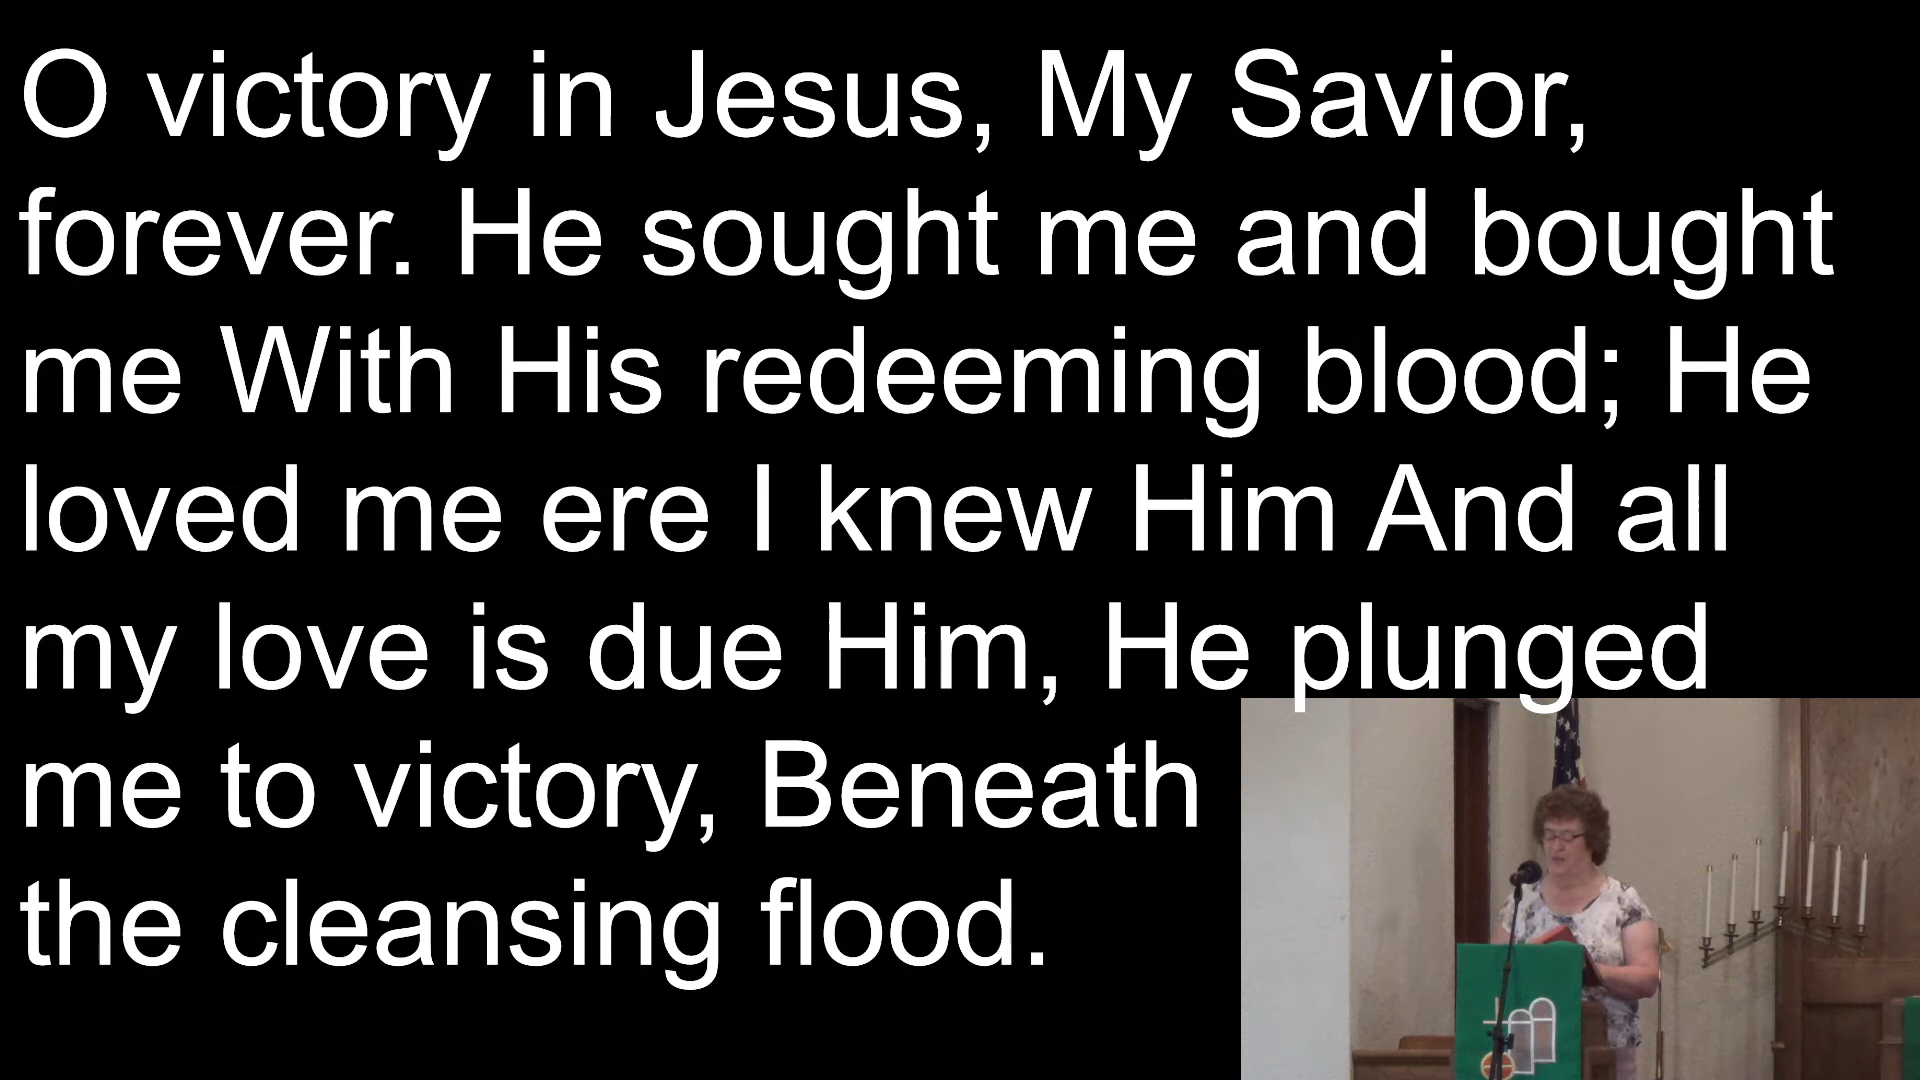 O victory in Jesus, My Savior,
forever. He sought me and bought
me With His redeeming blood; He
loved me ere I knew Him And all
my love is due Him, He plunged
me to victory, Beneath
the cleansing flood.